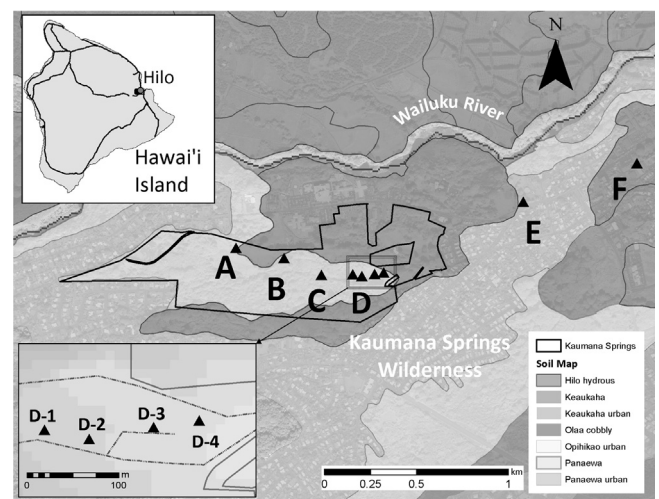 Hilo
Hawai'i
Island
N
Wailuku River
A
B
C
D
E
F
Kaumana Springs
Wilderness
D-1
D-2
D-3
D-4
0
100
m
km
0
0.25
0.5
1
Kaumana Springs
Soil Map
Hilo hydrous
Keaukaha
Keaukaha urban
Olaa cobbly
Opihikao urban
Panaewa
Panaewa urban